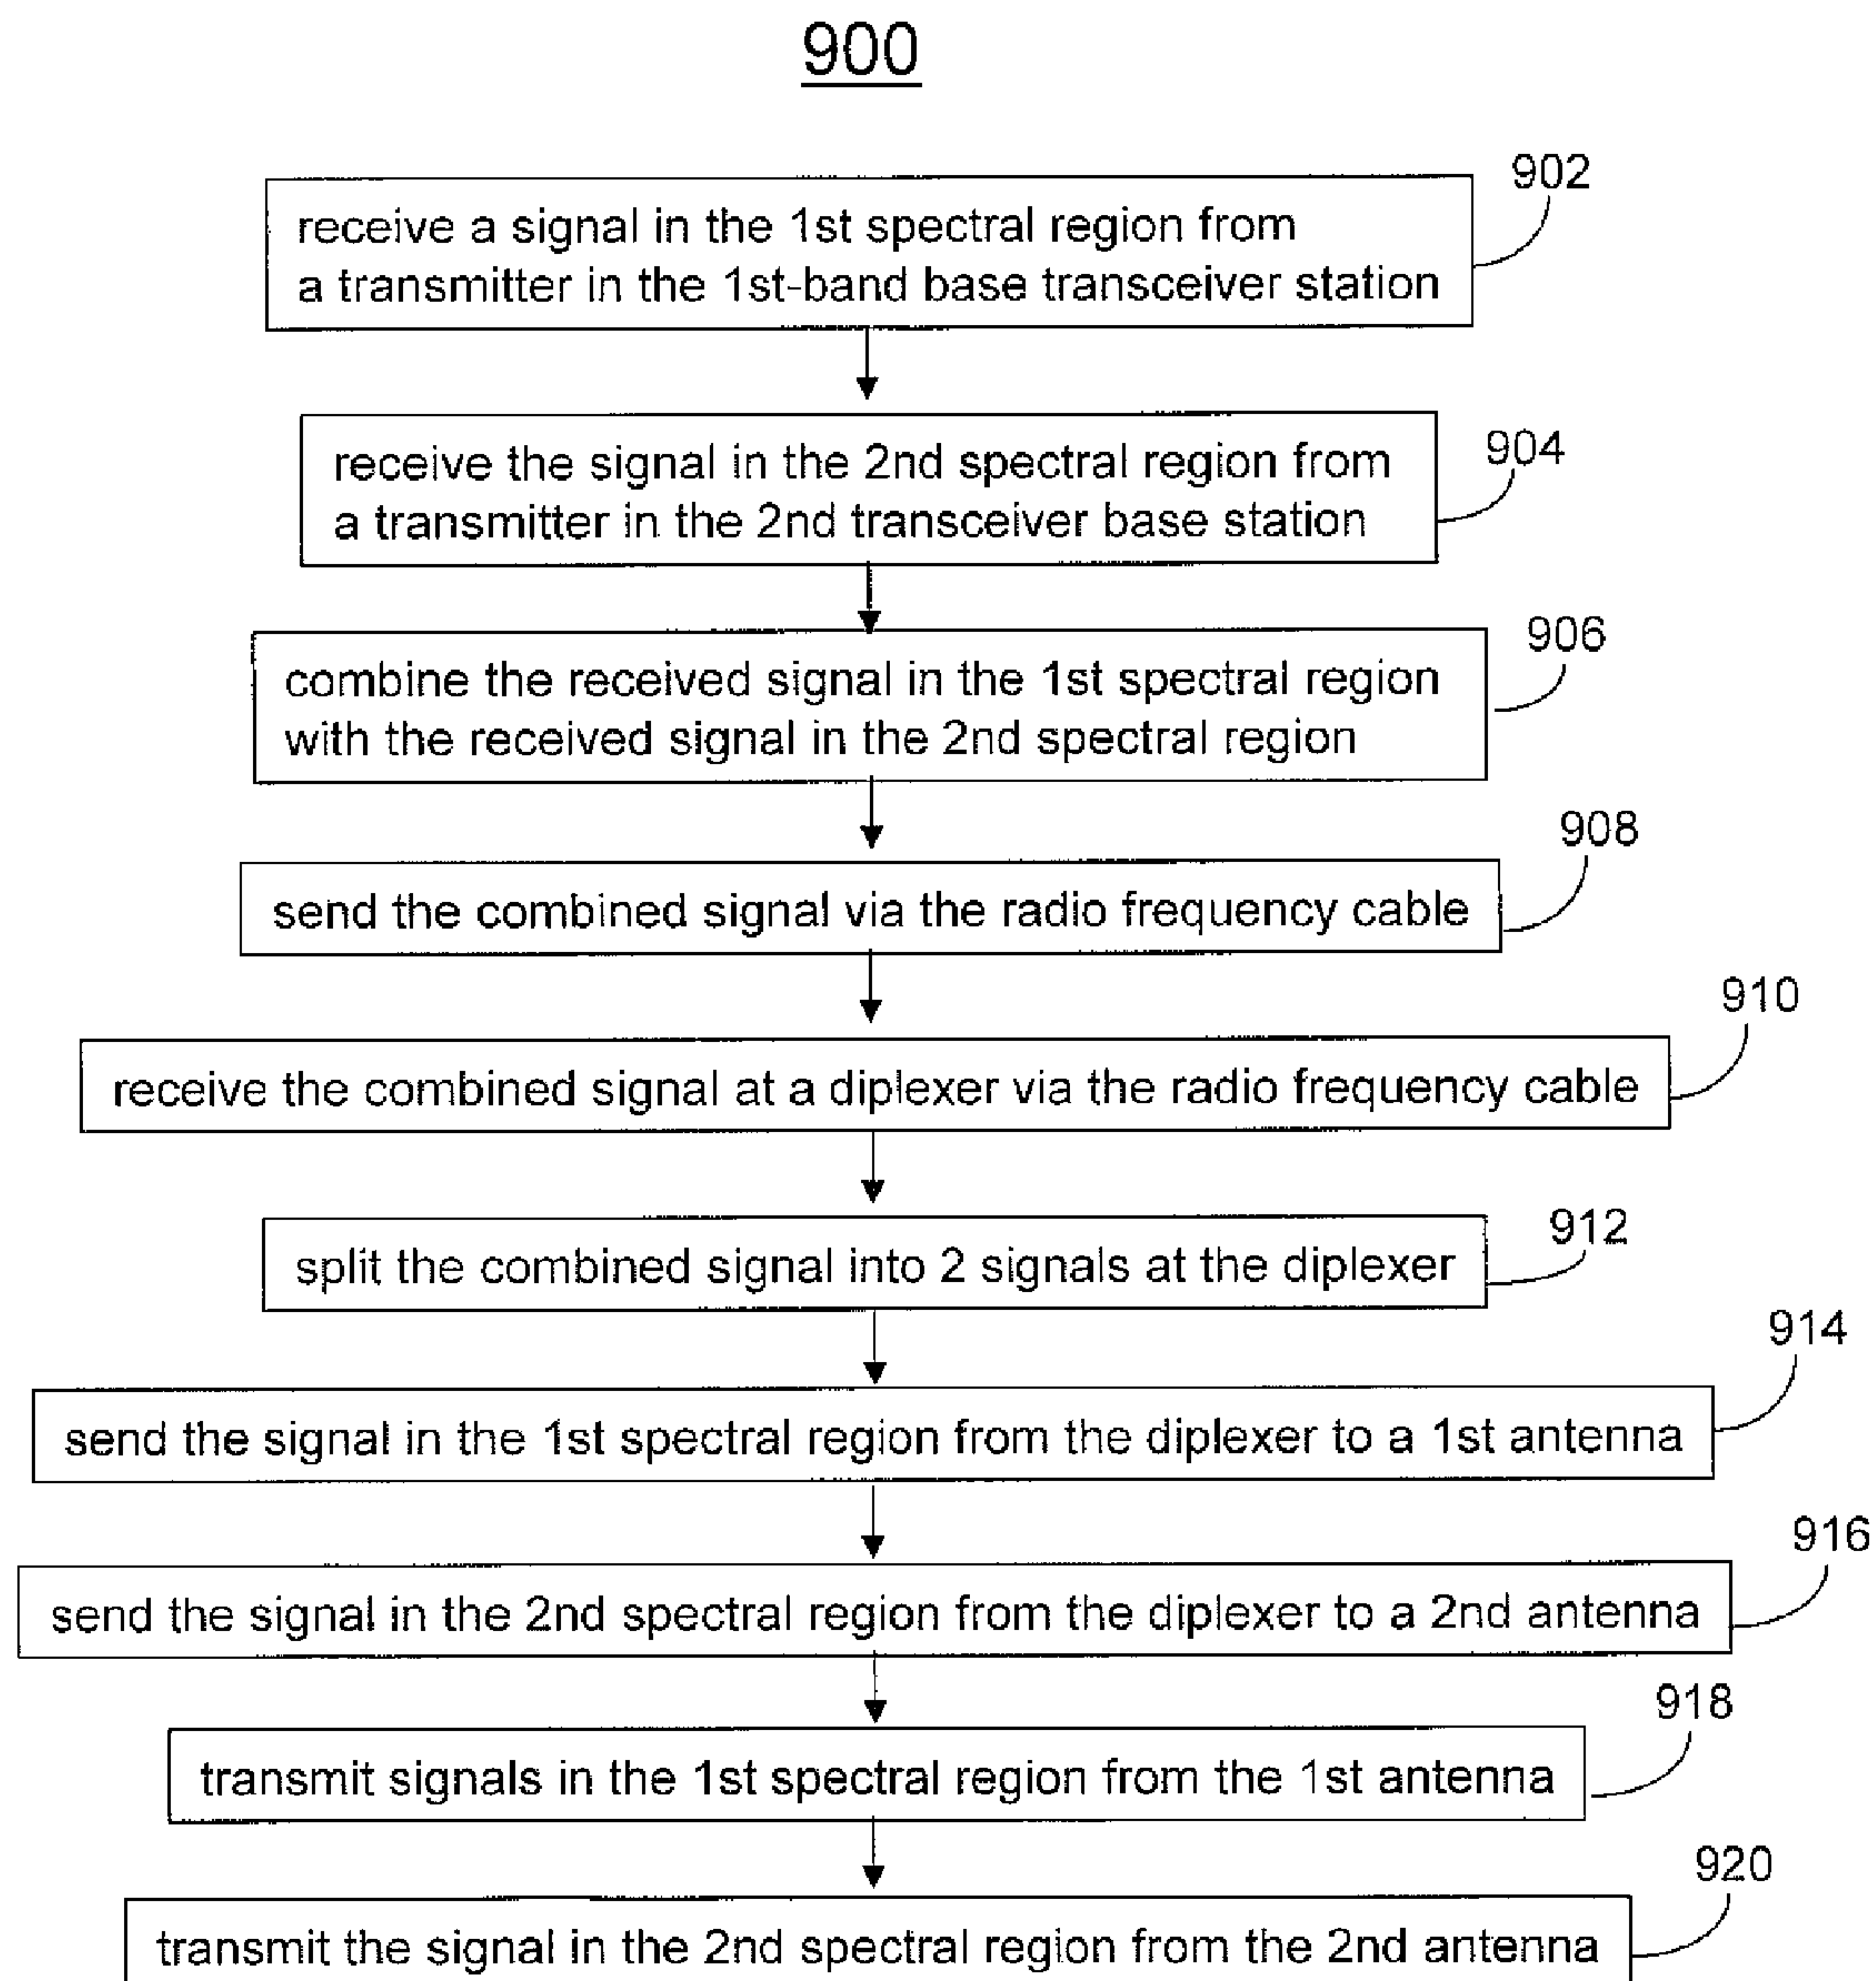 900
902
receive a signal in the 1st spectral region from
a transmitter in the 1st-band base transceiver station
904
receive the signal in the 2nd spectral region from
a transmitter in the 2nd transceiver base station
906
combine the received signal in the 1st spectral region
with the received signal in the 2nd spectral region
908
send the combined signal via the radio frequency cable
910
receive the combined signal at a diplexer via the radio frequency cable
912
split the combined signal into 2 signals at the diplexer
914
send the signal in the 1st spectral region from the diplexer to a 1st antenna
916
send the signal in the 2nd spectral region from the diplexer to a 2nd antenna
918
transmit signals in the 1st spectral region from the 1st antenna
920
transmit the signal in the 2nd spectral region from the 2nd antenna